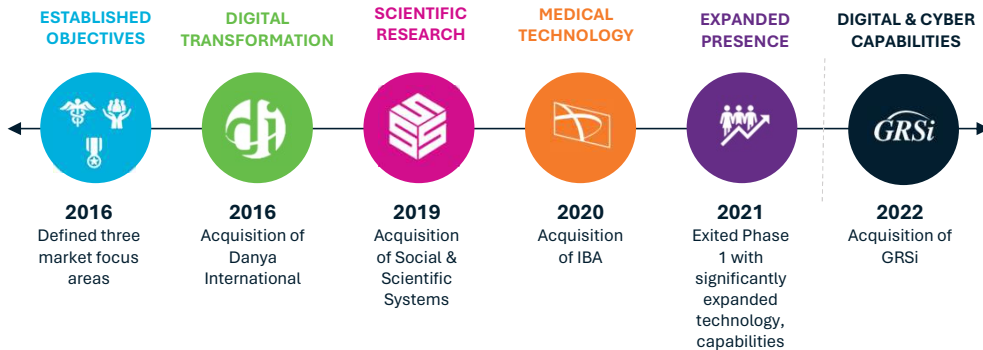 ESTABLISHED
OBJECTIVES
DIGITAL
TRANSFORMATION
SCIENTIFIC
RESEARCH
MEDICAL
TECHNOLOGY
EXPANDED
PRESENCE
DIGITAL & CYBER
CAPABILITIES
di
SSS
GRSi
2016
Defined three
market focus
areas
2016
Acquisition of
Danya
International
2019
Acquisition
of Social &
Scientific
Systems
2020
Acquisition
of IBA
2021
Exited Phase
1 with
significantly
expanded
technology,
capabilities
2022
Acquisition of
GRSi